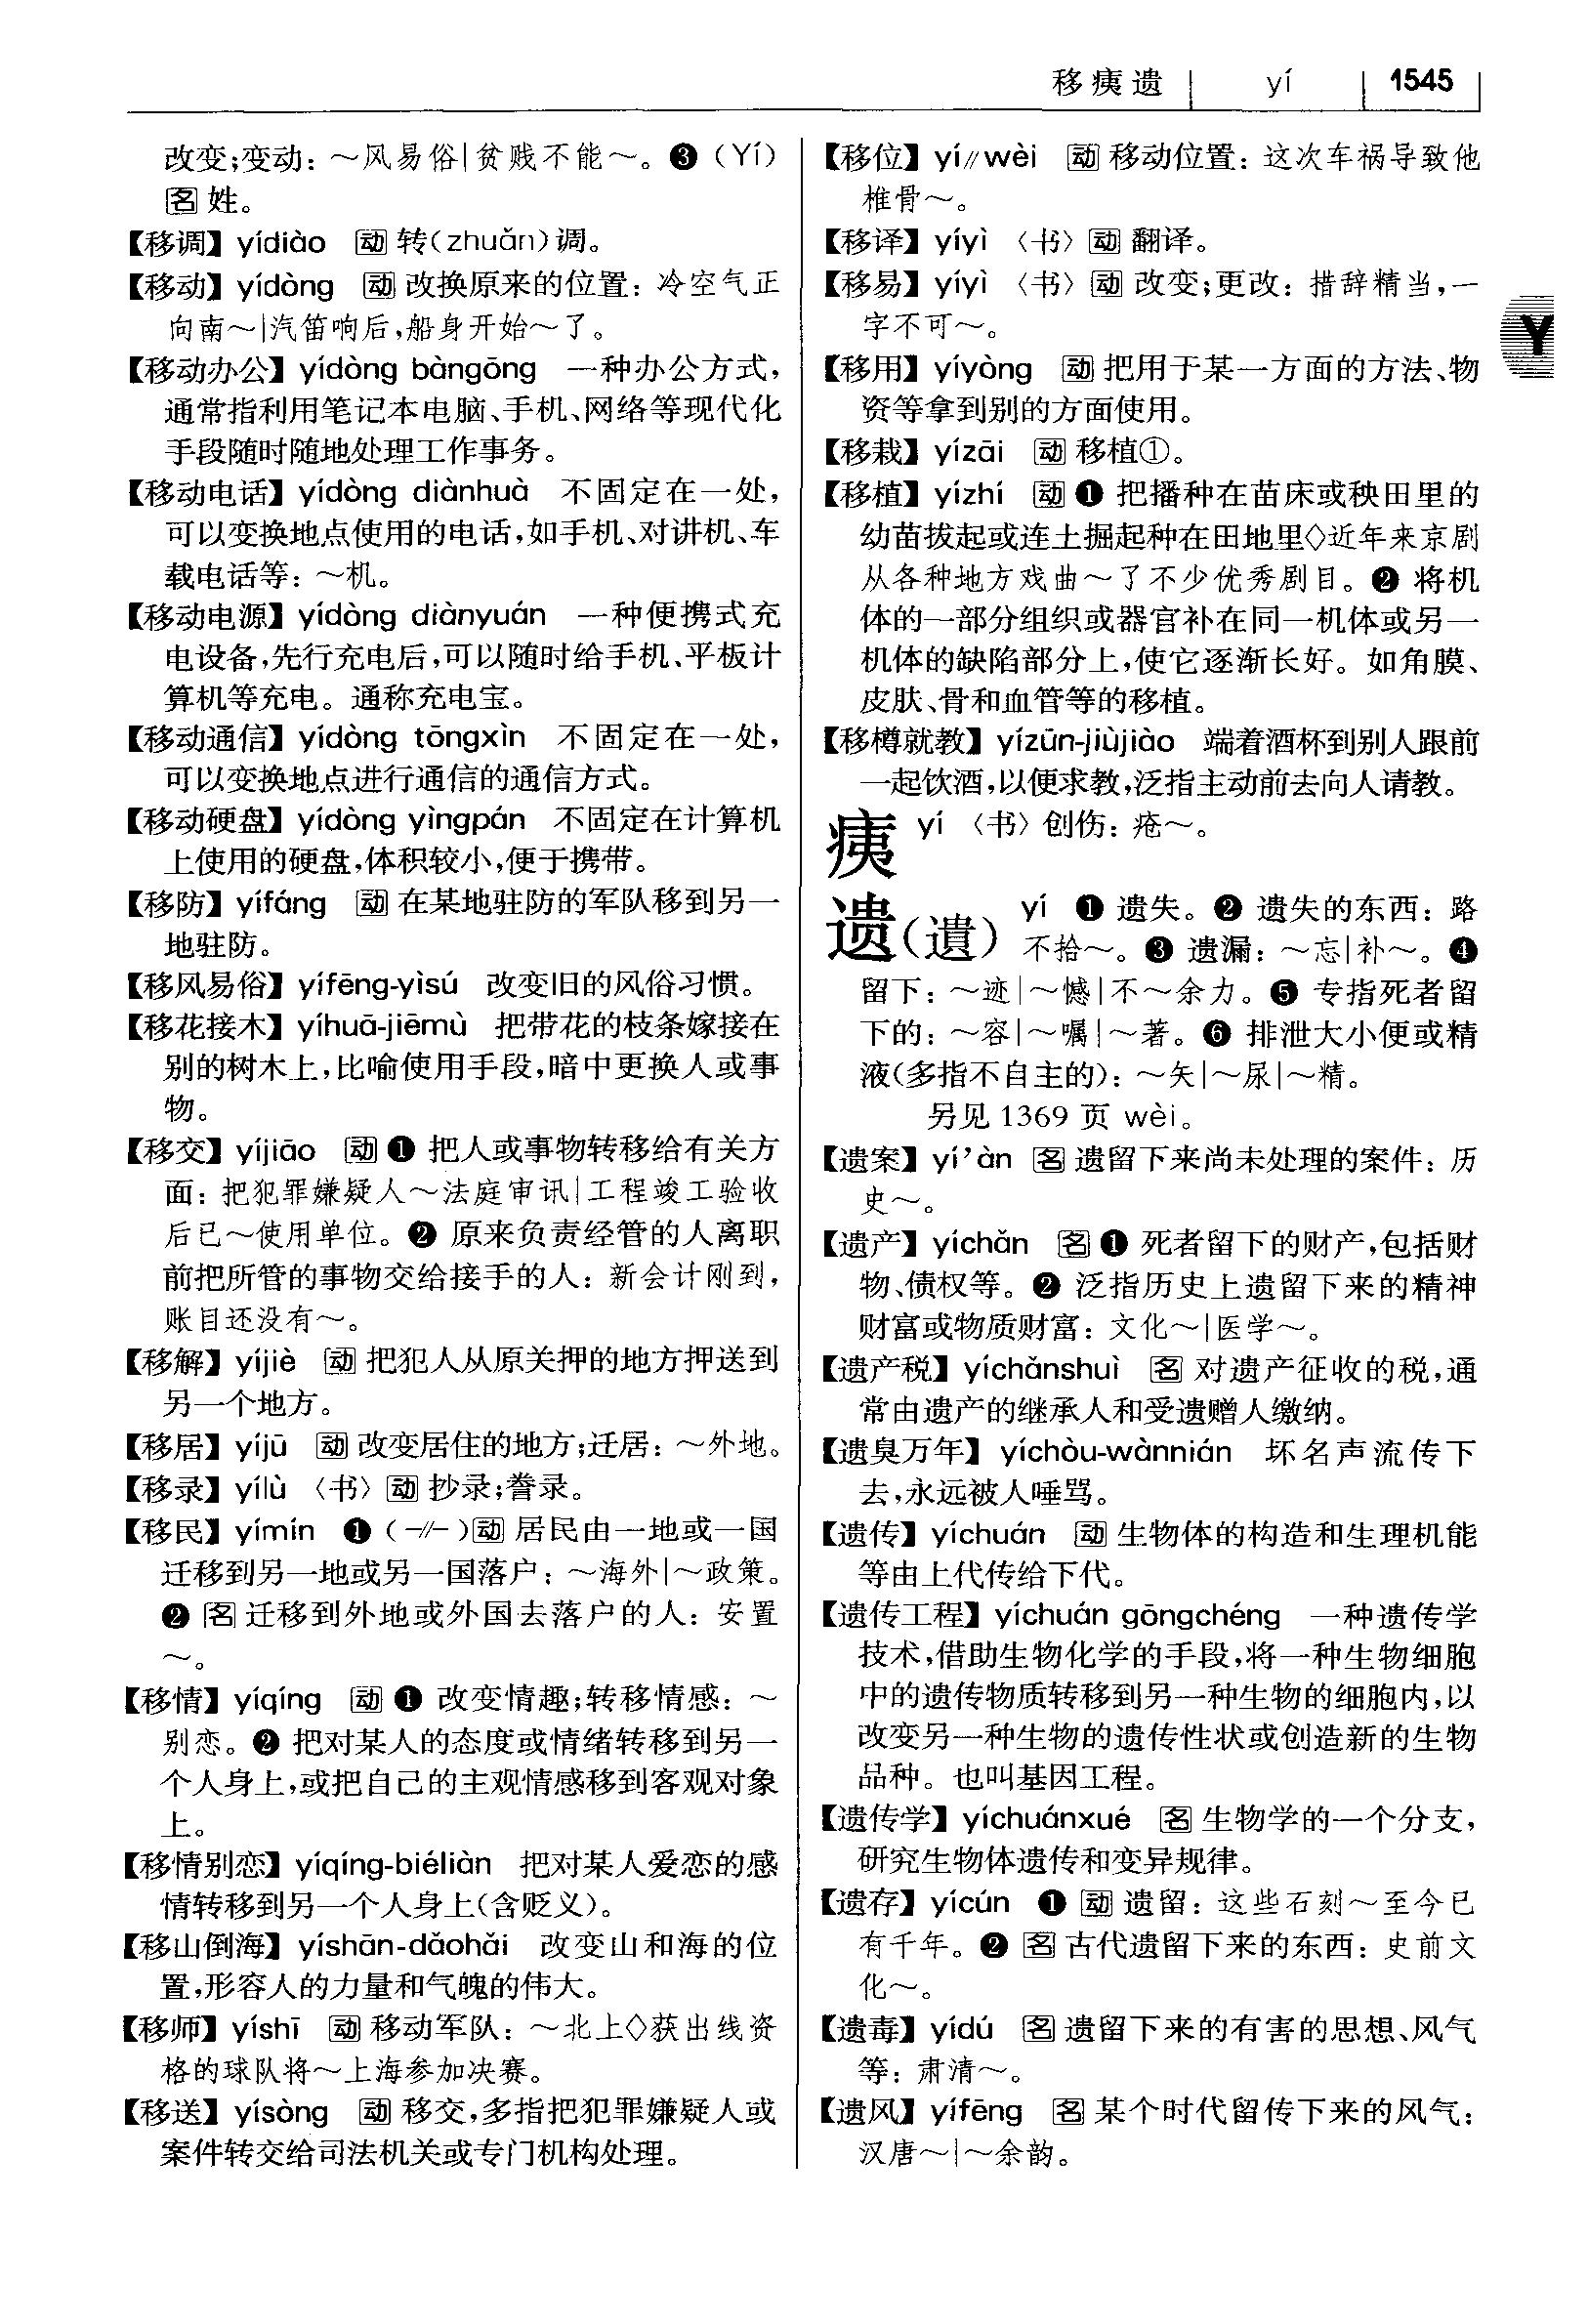 移痍遗 | yí | 1545
改变;变动：～风易俗|贫贱不能～。❸（Yí）
名 姓。
【移调】yídiào 动 转(zhuǎn)调。
【移动】yídòng 动 改换原来的位置：冷空气正
向南～|汽笛响后,船身开始～了。
【移动办公】yídòng bàngōng 一种办公方式，
通常指利用笔记本电脑、手机、网络等现代化
手段随时随地处理工作事务。
【移动电话】yídòng diànhuà 不固定在一处，
可以变换地点使用的电话,如手机、对讲机、车
载电话等：～机。
【移动电源】yídòng diànyuán 一种便携式充
电设备,先行充电后,可以随时给手机、平板计
算机等充电。通称充电宝。
【移动通信】yídòng tōngxìn 不固定在一处，
可以变换地点进行通信的通信方式。
【移动硬盘】yídòng yìngpán 不固定在计算机
上使用的硬盘,体积较小,便于携带。
【移防】yífáng 动 在某地驻防的军队移到另一
地驻防。
【移风易俗】yífēng-yìsú 改变旧的风俗习惯。
【移花接木】yíhuā-jiēmù 把带花的枝条嫁接在
别的树木上,比喻使用手段,暗中更换人或事
物。
【移交】yíjiāo 动 ❶ 把人或事物转移给有关方
面：把犯罪嫌疑人～法庭审讯|工程竣工验收
后已～使用单位。❷ 原来负责经管的人离职
前把所管的事物交给接手的人：新会计刚到，
账目还没有～。
【移解】yíjiè 动 把犯人从原关押的地方押送到
另一个地方。
【移居】yíjū 动 改变居住的地方;迁居：～外地。
【移录】yílù 〈书〉动 抄录;誊录。
【移民】yímín ❶（-//-）动 居民由一地或一国
迁移到另一地或另一国落户：～海外|～政策。
❷ 名 迁移到外地或外国去落户的人：安置
～。
【移情】yíqíng 动 ❶ 改变情趣;转移情感：～
别恋。❷ 把对某人的态度或情绪转移到另一
个人身上,或把自己的主观情感移到客观对象
上。
【移情别恋】yíqíng-biéliàn 把对某人爱恋的感
情转移到另一个人身上(含贬义)。
【移山倒海】yíshān-dǎohǎi 改变山和海的位
置,形容人的力量和气魄的伟大。
【移师】yíshī 动 移动军队：～北上◇获出线资
格的球队将～上海参加决赛。
【移送】yísòng 动 移交,多指把犯罪嫌疑人或
案件转交给司法机关或专门机构处理。
【移位】yí//wèi 动 移动位置：这次车祸导致他
椎骨～。
【移译】yíyì 〈书〉动 翻译。
【移易】yíyì 〈书〉动 改变;更改：措辞精当,一
字不可～。
【移用】yíyòng 动 把用于某一方面的方法、物
资等拿到别的方面使用。
【移栽】yízāi 动 移植①。
【移植】yízhí 动 ❶ 把播种在苗床或秧田里的
幼苗拔起或连土掘起种在田地里◇近年来京剧
从各种地方戏曲～了不少优秀剧目。❷ 将机
体的一部分组织或器官补在同一机体或另一
机体的缺陷部分上,使它逐渐长好。如角膜、
皮肤、骨和血管等的移植。
【移樽就教】yízūn-jiùjiào 端着酒杯到别人跟前
一起饮酒,以便求教,泛指主动前去向人请教。
痍 yí 〈书〉创伤：疮～。
遗(遺) yí ❶ 遗失。❷ 遗失的东西：路
不拾～。❸ 遗漏：～忘|补～。❹
留下：～迹|～憾|不～余力。❺ 专指死者留
下的：～容|～嘱|～著。❻ 排泄大小便或精
液(多指不自主的)：～矢|～尿|～精。
另见 1369 页 wèi。
【遗案】yí’àn 名 遗留下来尚未处理的案件：历
史～。
【遗产】yíchǎn 名 ❶ 死者留下的财产,包括财
物、债权等。❷ 泛指历史上遗留下来的精神
财富或物质财富：文化～|医学～。
【遗产税】yíchǎnshuì 名 对遗产征收的税,通
常由遗产的继承人和受遗赠人缴纳。
【遗臭万年】yíchòu-wànnián 坏名声流传下
去,永远被人唾骂。
【遗传】yíchuán 动 生物体的构造和生理机能
等由上代传给下代。
【遗传工程】yíchuán gōngchéng 一种遗传学
技术,借助生物化学的手段,将一种生物细胞
中的遗传物质转移到另一种生物的细胞内,以
改变另一种生物的遗传性状或创造新的生物
品种。也叫基因工程。
【遗传学】yíchuánxué 名 生物学的一个分支，
研究生物体遗传和变异规律。
【遗存】yícún ❶ 动 遗留：这些石刻～至今已
有千年。❷ 名 古代遗留下来的东西：史前文
化～。
【遗毒】yídú 名 遗留下来的有害的思想、风气
等：肃清～。
【遗风】yífēng 名 某个时代留传下来的风气：
汉唐～|～余韵。
Y